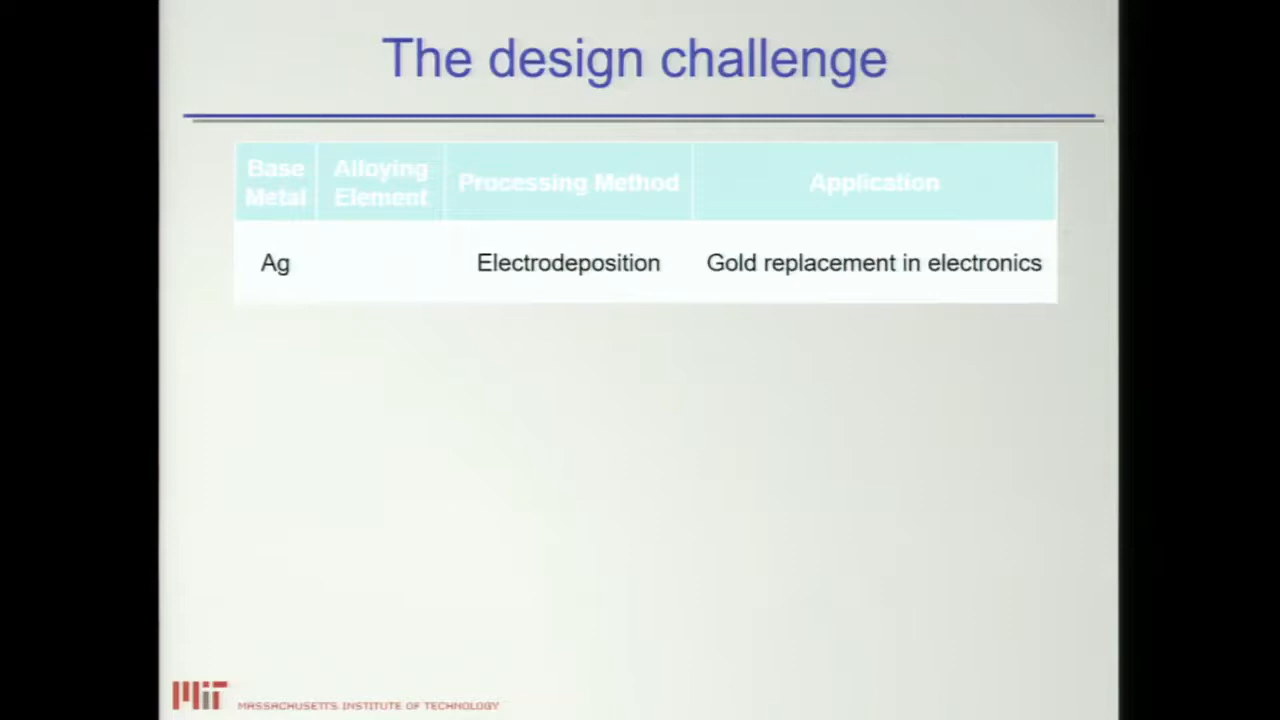 The design challenge
Base Metal
Alloying Element
Processing Method
Application
Ag
Electrodeposition
Gold replacement in electronics
MIT MASSACHUSETTS INSTITUTE OF TECHNOLOGY